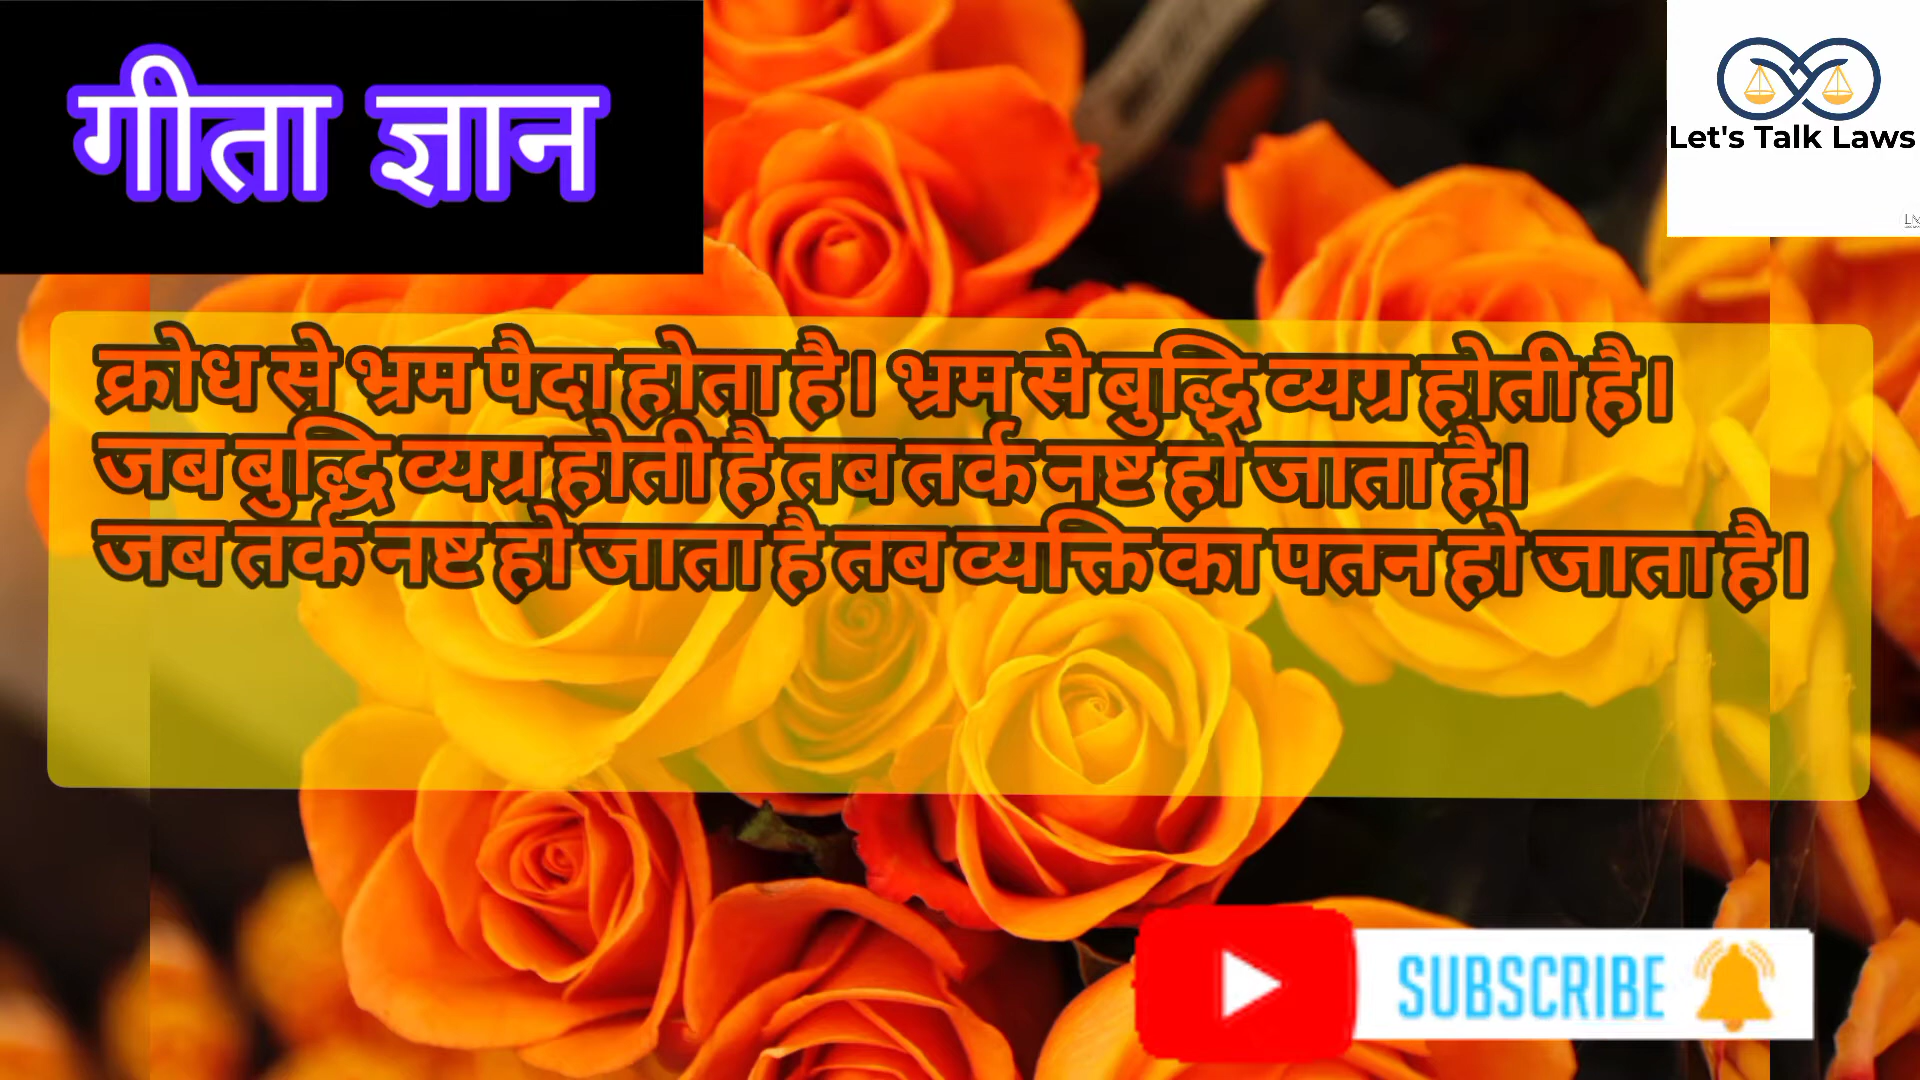 गीता ज्ञान
Let's Talk Laws
क्रोध से भ्रम पैदा होता है। भ्रम से बुद्धि व्यग्र होती है।
जब बुद्धि व्यग्र होती है तब तर्क नष्ट हो जाता है।
जब तर्क नष्ट हो जाता है तब व्यक्ति का पतन हो जाता है।
SUBSCRIBE